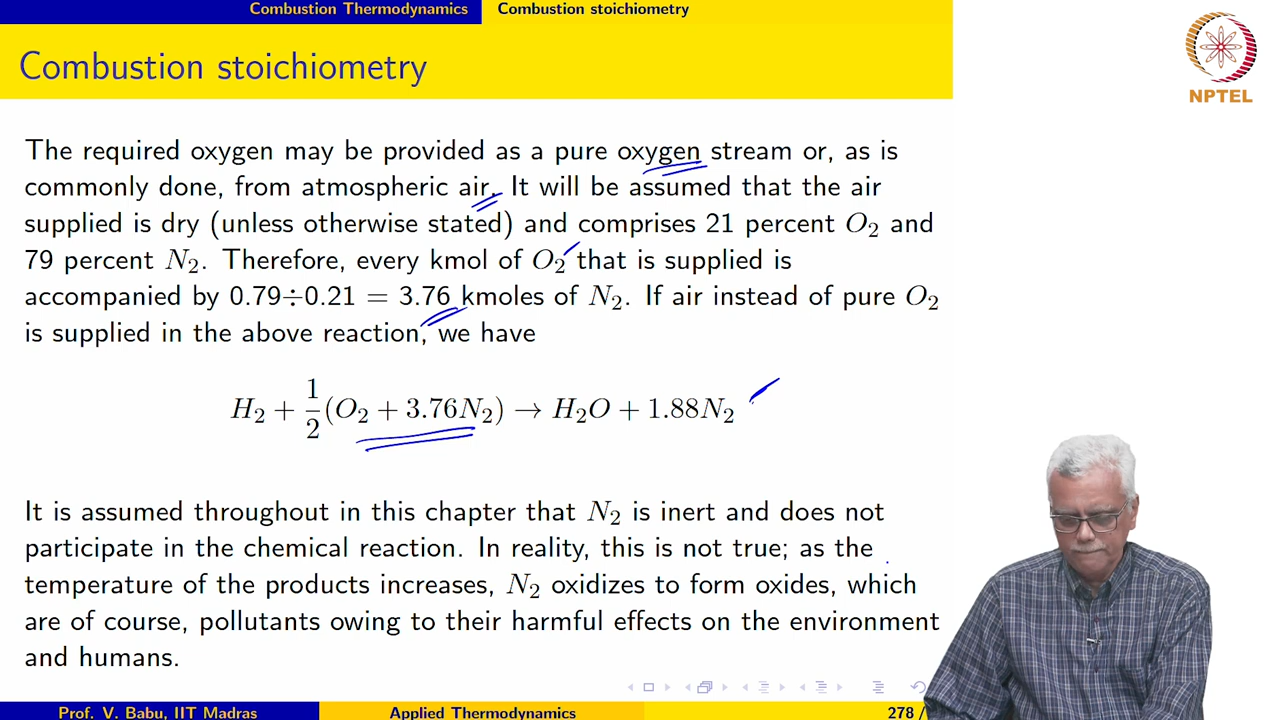 Combustion Thermodynamics Combustion stoichiometry
Combustion stoichiometry
NPTEL
The required oxygen may be provided as a pure oxygen stream or, as is
commonly done, from atmospheric air. It will be assumed that the air
supplied is dry (unless otherwise stated) and comprises 21 percent O₂ and
79 percent N₂. Therefore, every kmol of O₂ that is supplied is
accompanied by 0.79÷0.21 = 3.76 kmoles of N₂. If air instead of pure O₂
is supplied in the above reaction, we have
H₂ + 1/2 (O₂ + 3.76N₂) → H₂O + 1.88N₂
It is assumed throughout in this chapter that N₂ is inert and does not
participate in the chemical reaction. In reality, this is not true; as the
temperature of the products increases, N₂ oxidizes to form oxides, which
are of course, pollutants owing to their harmful effects on the environment
and humans.
Prof. V. Babu, IIT Madras Applied Thermodynamics 278 /